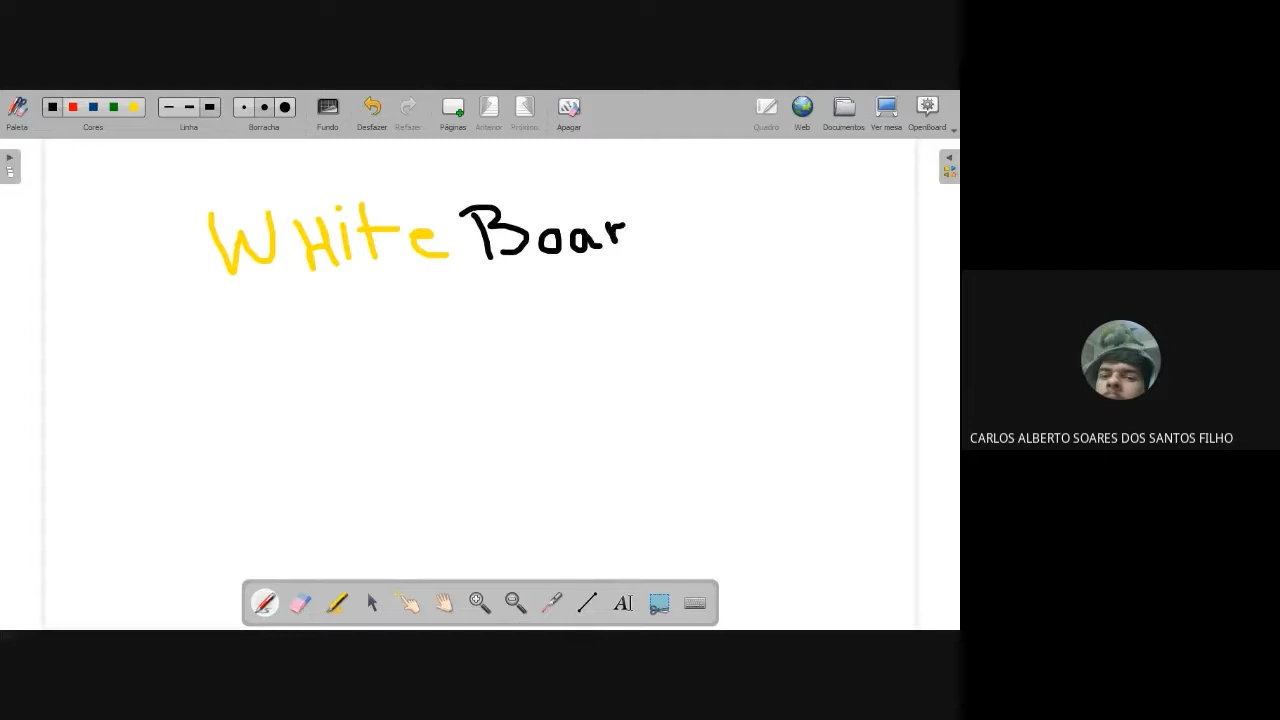 Paleta Cores Linha Borracha Fundo Desfazer Refazer Páginas Anterior Próximo Apagar Quadro Web Documentos Ver mesa OpenBoard
WHite Boar
CARLOS ALBERTO SOARES DOS SANTOS FILHO
AI